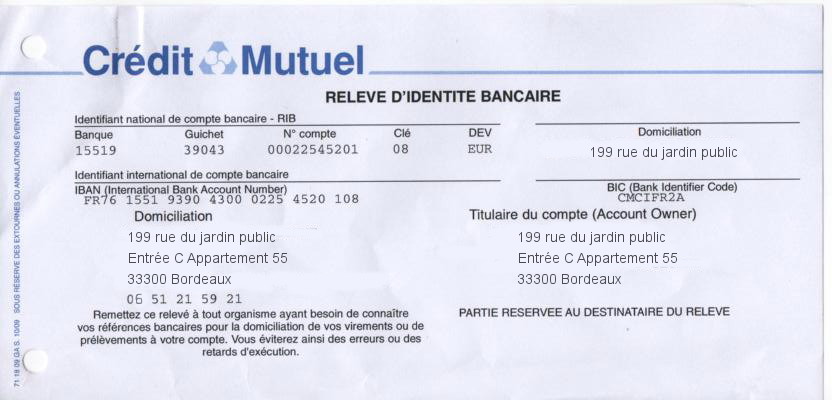 Crédit Mutuel
RELEVE D'IDENTITE BANCAIRE
Identifiant national de compte bancaire - RIB
Banque Guichet N° compte Clé DEV Domiciliation
15519 39043 00022545201 08 EUR 199 rue du jardin public
Identifiant international de compte bancaire
IBAN (International Bank Account Number) BIC (Bank Identifier Code)
FR76 1551 9390 4300 0225 4520 108 CMCIFR2A
Domiciliation Titulaire du compte (Account Owner)
199 rue du jardin public 199 rue du jardin public
Entrée C Appartement 55 Entrée C Appartement 55
33300 Bordeaux 33300 Bordeaux
06 51 21 59 21
Remettez ce relevé à tout organisme ayant besoin de connaître PARTIE RESERVEE AU DESTINATAIRE DU RELEVE
vos références bancaires pour la domiciliation de vos virements ou de
prélèvements à votre compte. Vous éviterez ainsi des erreurs ou des
retards d'exécution.
71 18 09 GA S. 10/09 SOUS RÉSERVE DES EXTOURNES OU ANNULATIONS ÉVENTUELLES